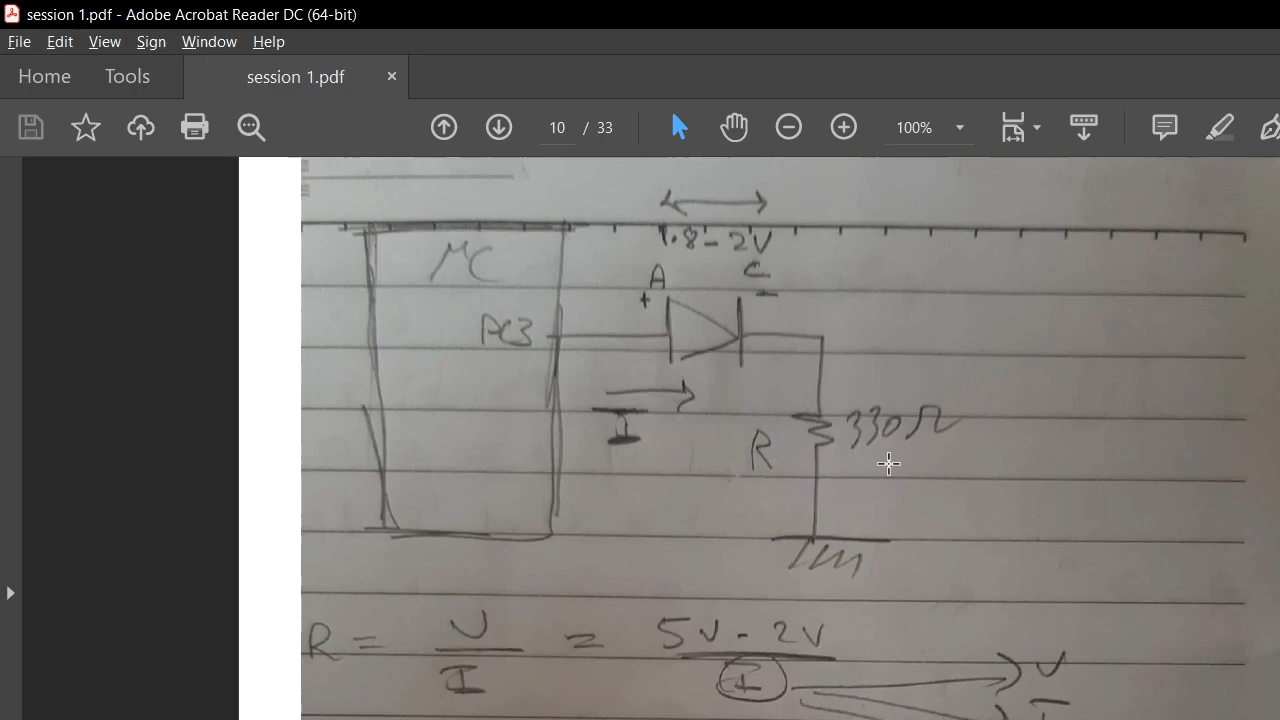 session 1.pdf - Adobe Acrobat Reader DC (64-bit)
File Edit View Sign Window Help
Home Tools session 1.pdf ×
10 / 33 100%
1.8 - 2V
μC A C
+ -
PC3
I
R 330Ω
R = V / I = 5V - 2V / I
V
I